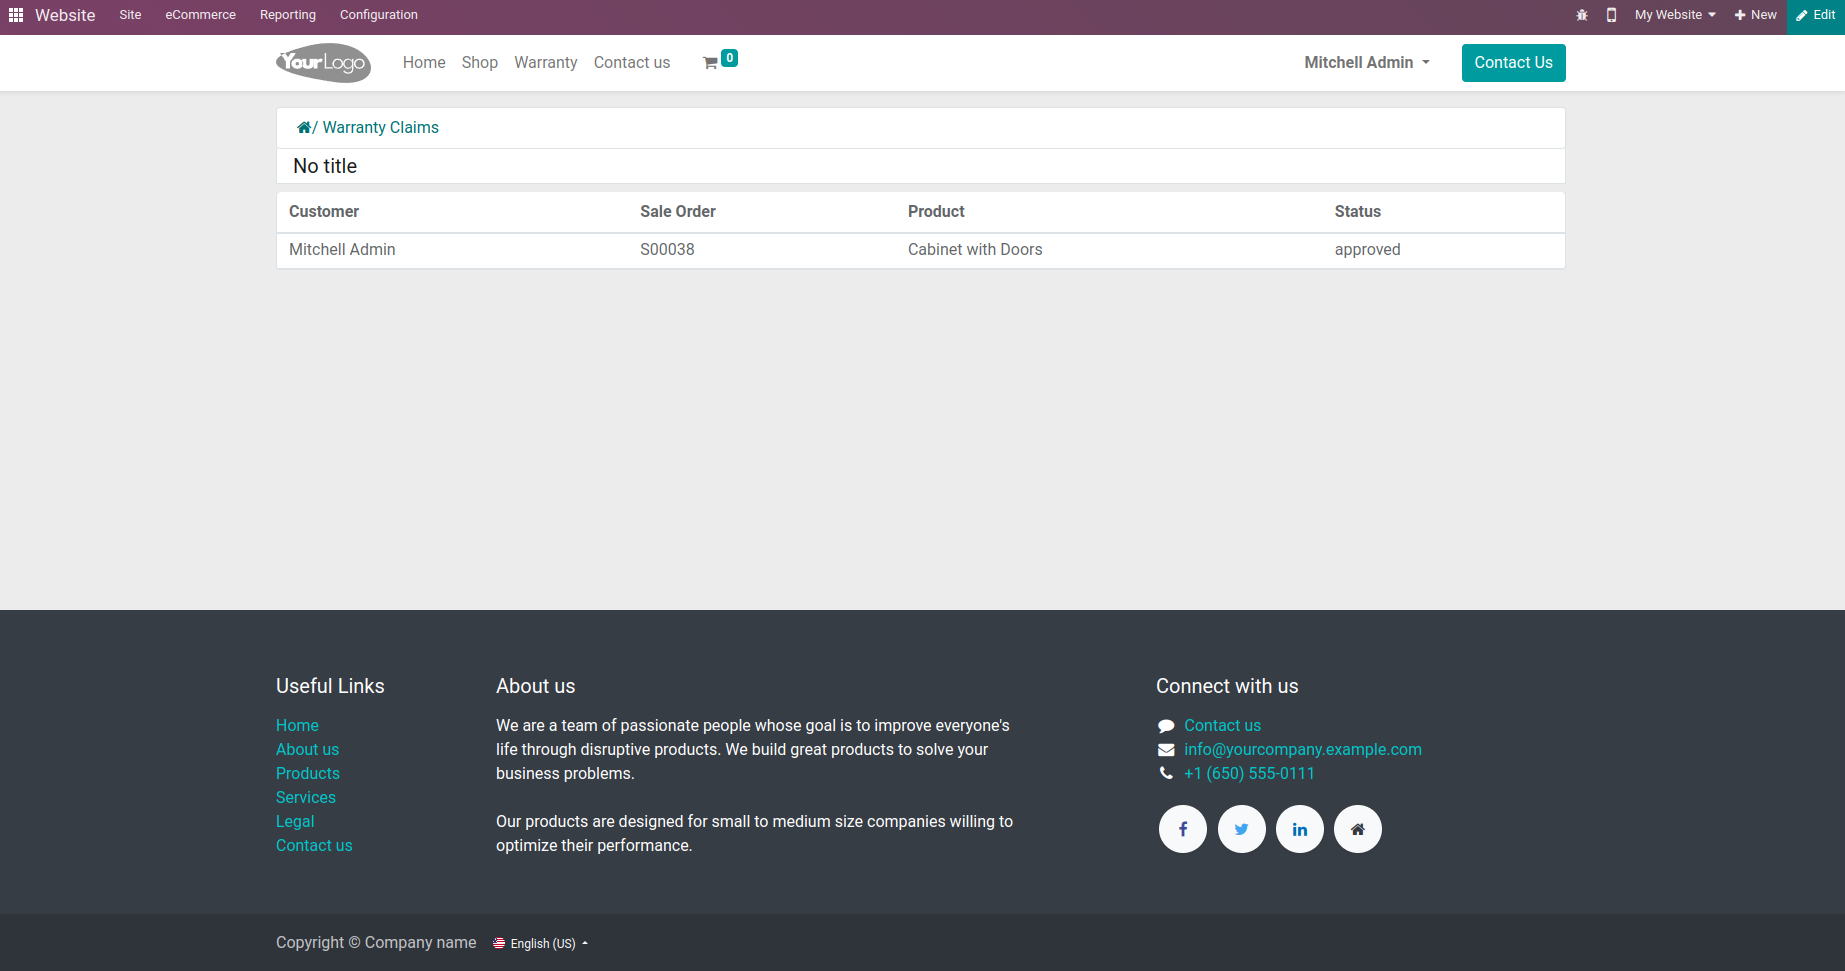 Website Site eCommerce Reporting Configuration My Website New Edit
YourLogo Home Shop Warranty Contact us 0 Mitchell Admin Contact Us
/ Warranty Claims
No title
Customer Sale Order Product Status
Mitchell Admin S00038 Cabinet with Doors approved
Useful Links
Home
About us
Products
Services
Legal
Contact us
About us
We are a team of passionate people whose goal is to improve everyone's
life through disruptive products. We build great products to solve your
business problems.
Our products are designed for small to medium size companies willing to
optimize their performance.
Connect with us
Contact us
info@yourcompany.example.com
+1 (650) 555-0111
Copyright © Company name English (US)